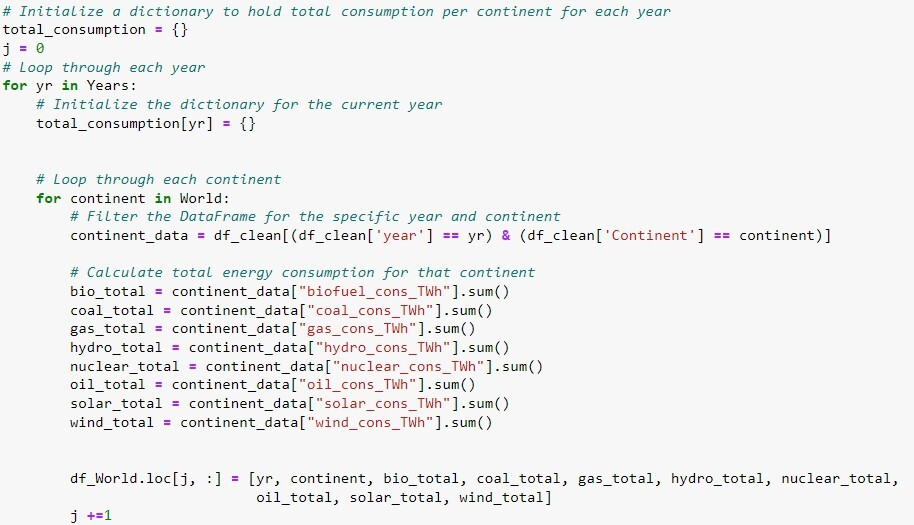 # Initialize a dictionary to hold total consumption per continent for each year
total_consumption = {}
j = 0
# Loop through each year
for yr in Years:
    # Initialize the dictionary for the current year
    total_consumption[yr] = {}
    # Loop through each continent
    for continent in World:
        # Filter the DataFrame for the specific year and continent
        continent_data = df_clean[(df_clean['year'] == yr) & (df_clean['Continent'] == continent)]
        # Calculate total energy consumption for that continent
        bio_total = continent_data["biofuel_cons_TWh"].sum()
        coal_total = continent_data["coal_cons_TWh"].sum()
        gas_total = continent_data["gas_cons_TWh"].sum()
        hydro_total = continent_data["hydro_cons_TWh"].sum()
        nuclear_total = continent_data["nuclear_cons_TWh"].sum()
        oil_total = continent_data["oil_cons_TWh"].sum()
        solar_total = continent_data["solar_cons_TWh"].sum()
        wind_total = continent_data["wind_cons_TWh"].sum()
        df_World.loc[j, :] = [yr, continent, bio_total, coal_total, gas_total, hydro_total, nuclear_total,
                              oil_total, solar_total, wind_total]
        j +=1